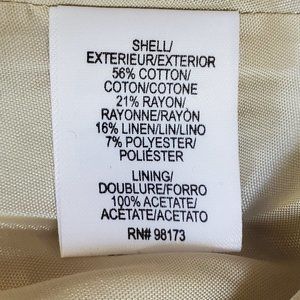 SHELL/
EXTERIEUR/EXTERIOR
56% COTTON/
COTON/COTONE
21% RAYON/
RAYONNE/RAYÓN
16% LINEN/LIN/LINO
7% POLYESTER/
POLIÉSTER
LINING/
DOUBLURE/FORRO
100% ACETATE/
ACÉTATE/ACETATO
RN# 98173